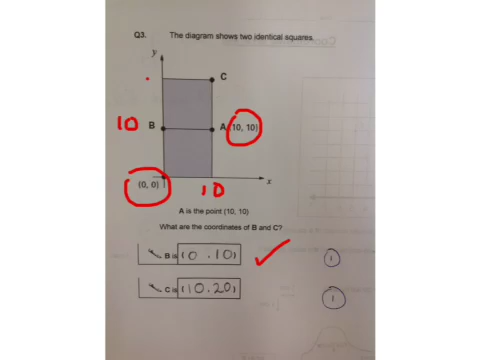 Q3. The diagram shows two identical squares.
y
C
10 B A (10, 10)
(0, 0) 10 x
A is the point (10, 10)
What are the coordinates of B and C?
B is (0 . 10) 1
C is (10.20) 1